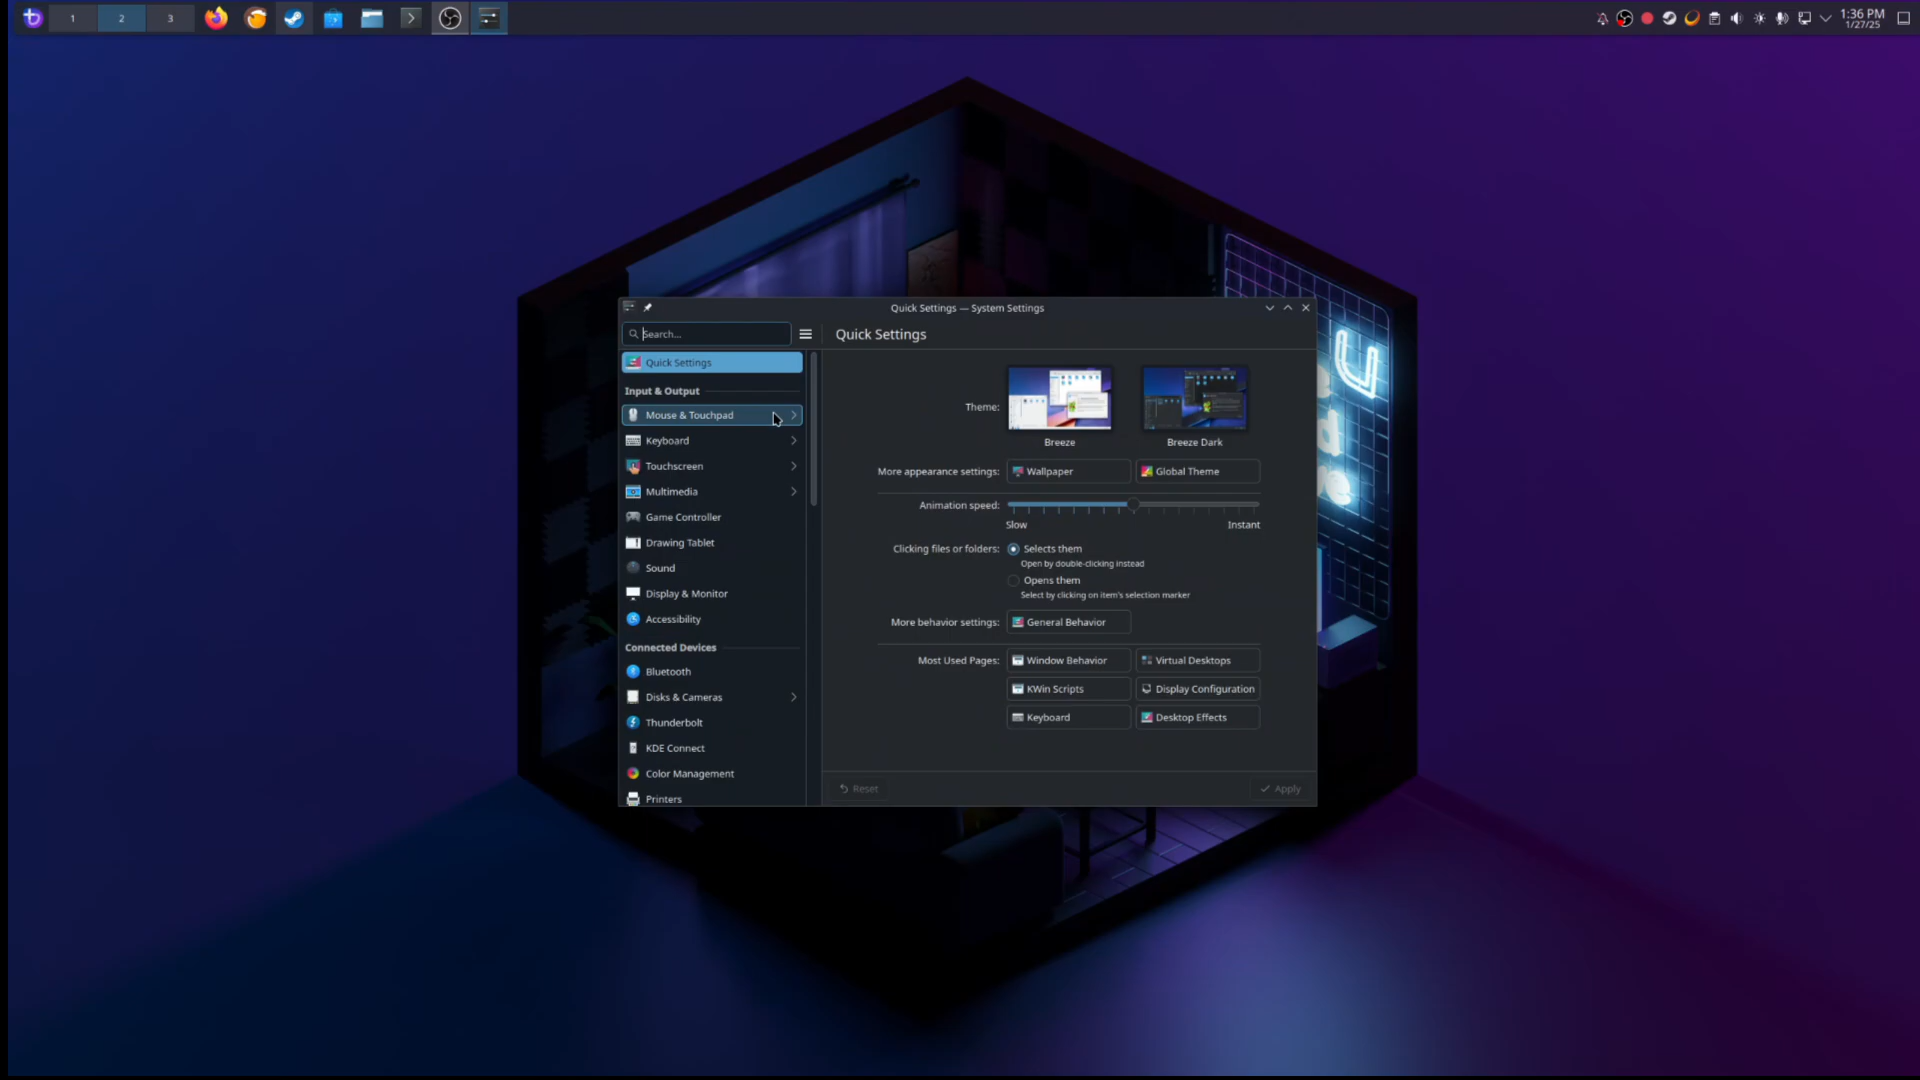 1 2 3
1:36 PM
1/27/25
Quick Settings — System Settings
Search...
Quick Settings
Quick Settings
Input & Output
Mouse & Touchpad
Keyboard
Touchscreen
Multimedia
Game Controller
Drawing Tablet
Sound
Display & Monitor
Accessibility
Connected Devices
Bluetooth
Disks & Cameras
Thunderbolt
KDE Connect
Color Management
Printers
Theme:
Breeze
Breeze Dark
More appearance settings:
Wallpaper
Global Theme
Animation speed:
Slow
Instant
Clicking files or folders:
Selects them
Open by double-clicking instead
Opens them
Select by clicking on item's selection marker
More behavior settings:
General Behavior
Most Used Pages:
Window Behavior
Virtual Desktops
KWin Scripts
Display Configuration
Keyboard
Desktop Effects
Reset
Apply
U